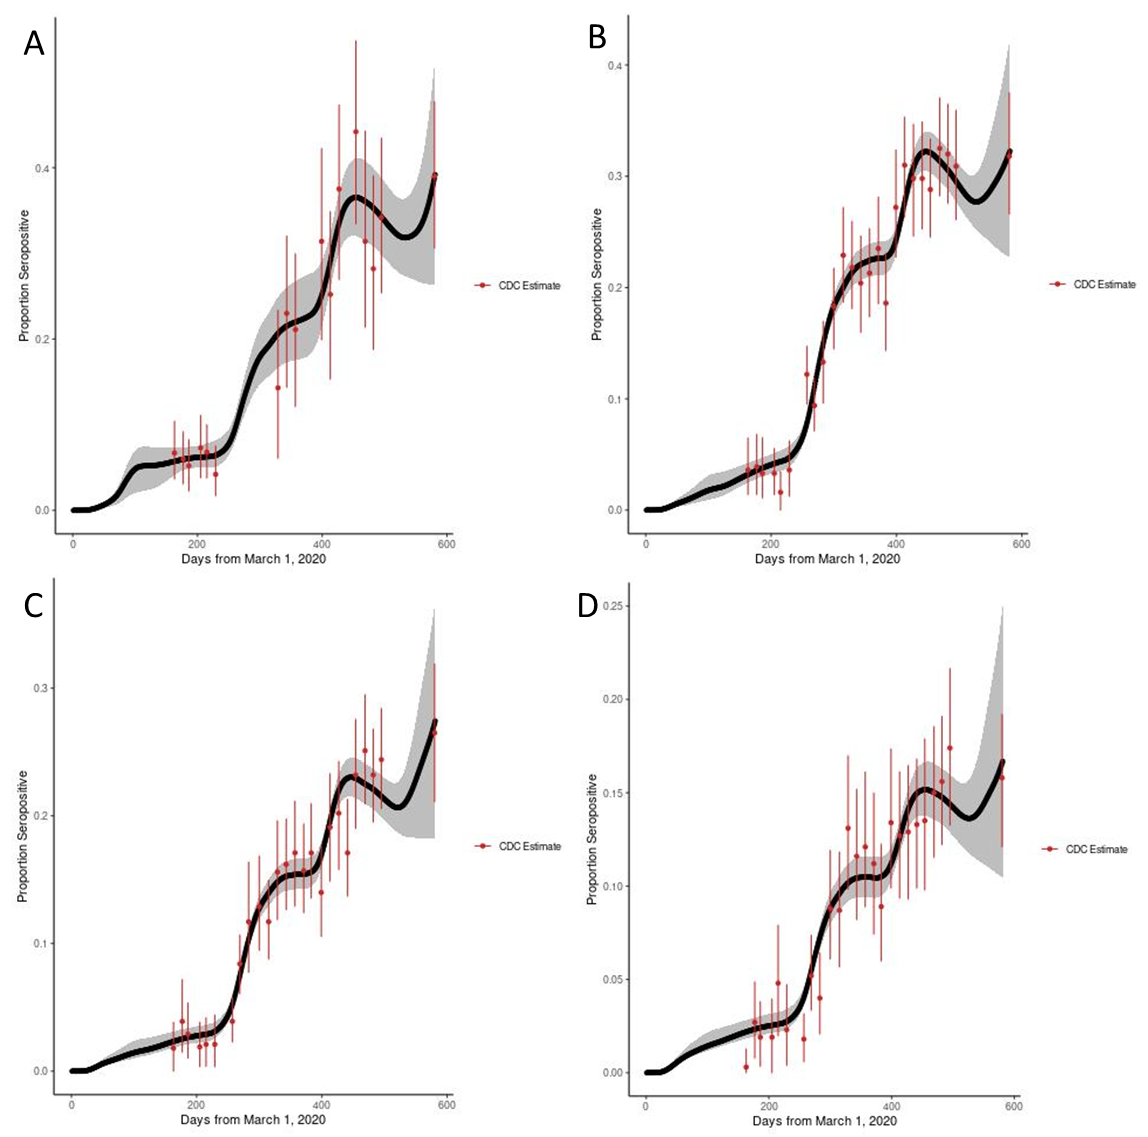 A
Proportion Seropositive
0.4
0.2
0.0
0 200 400 600
Days from March 1, 2020
CDC Estimate
B
Proportion Seropositive
0.4
0.3
0.2
0.1
0.0
0 200 400 600
Days from March 1, 2020
CDC Estimate
C
Proportion Seropositive
0.3
0.2
0.1
0.0
0 200 400 600
Days from March 1, 2020
CDC Estimate
D
Proportion Seropositive
0.25
0.20
0.15
0.10
0.05
0.00
0 200 400 600
Days from March 1, 2020
CDC Estimate